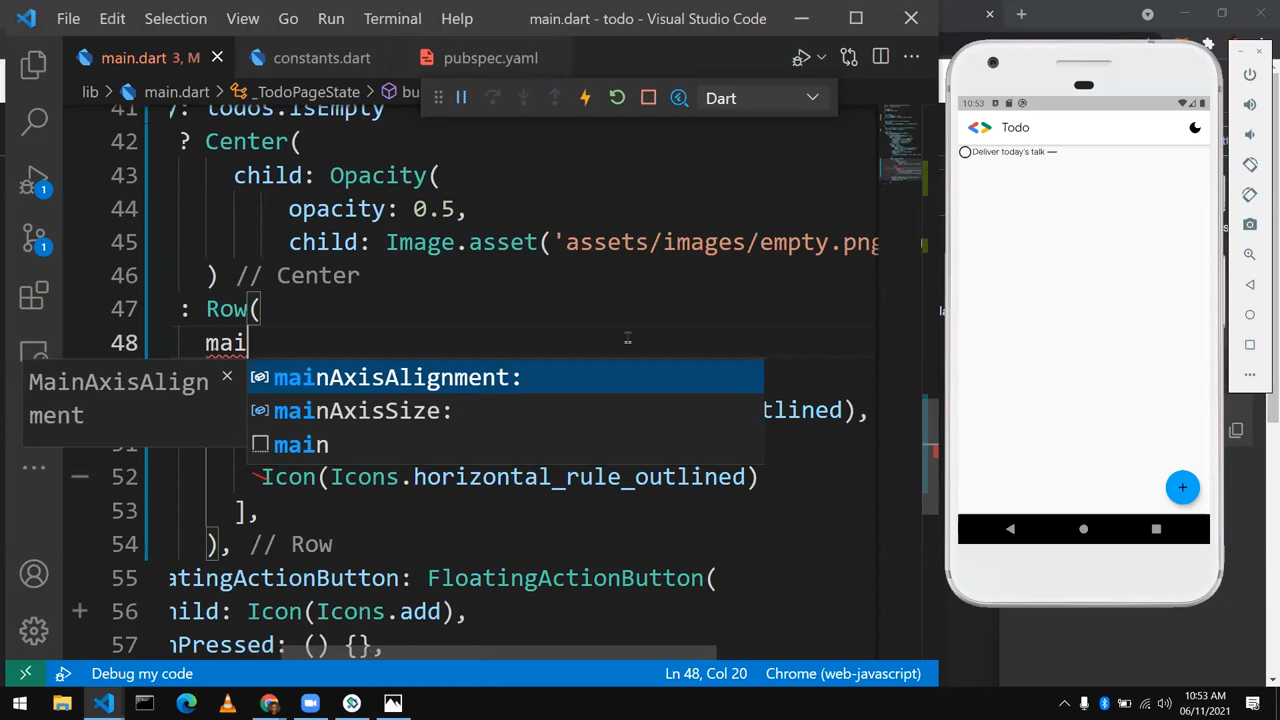 File Edit Selection View Go Run Terminal Help main.dart - todo - Visual Studio Code
main.dart 3, M constants.dart pubspec.yaml
lib > main.dart > _TodoPageState > bu
Dart
41 todos.isEmpty
42 ? Center(
43 child: Opacity(
44 opacity: 0.5,
45 child: Image.asset('assets/images/empty.png
46 ) // Center
47 : Row(
48 mai
MainAxisAlign
ment
mainAxisAlignment:
mainAxisSize:
main
tlined),
52 Icon(Icons.horizontal_rule_outlined)
53 ],
54 ), // Row
55 atingActionButton: FloatingActionButton(
56 hild: Icon(Icons.add),
57 nPressed: () {},
1
1
Debug my code Ln 48, Col 20 Chrome (web-javascript)
10:53
Todo
Deliver today's talk
10:53 AM
06/11/2021